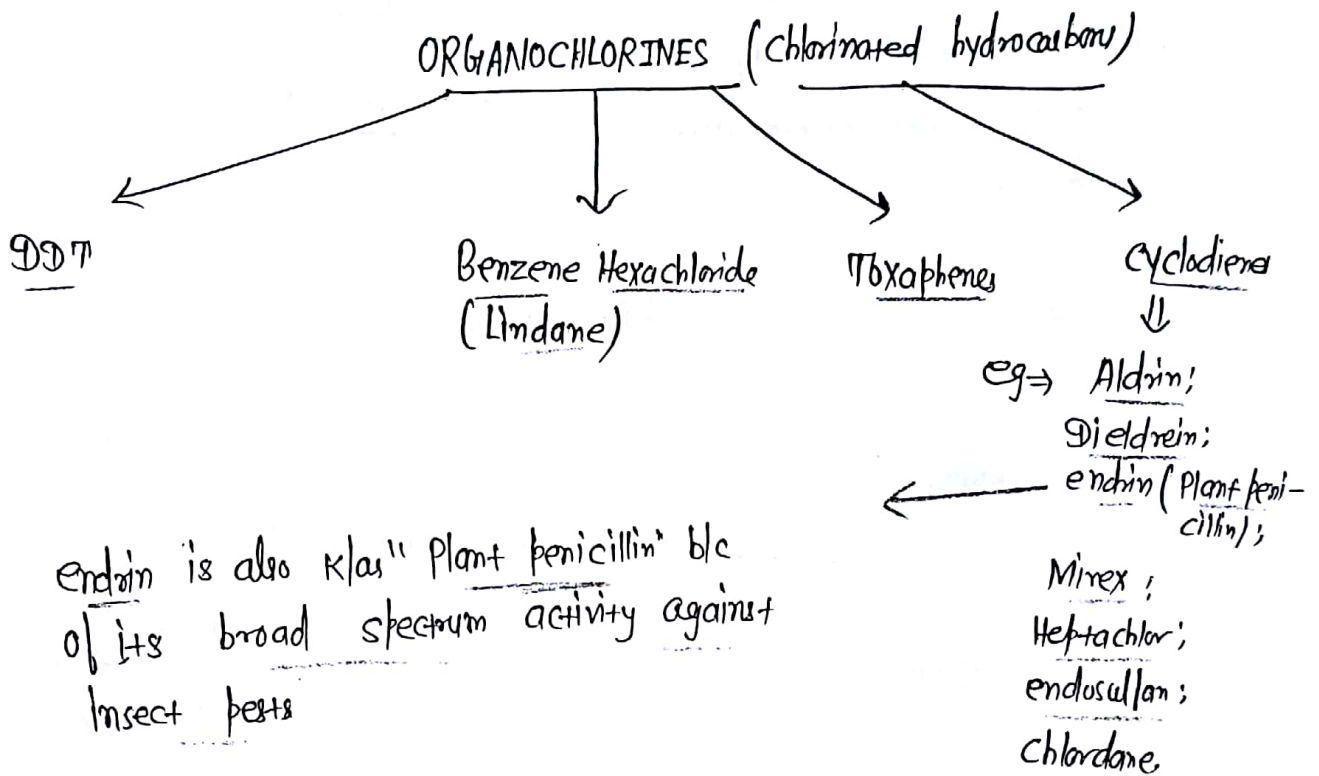 ORGANOCHLORINES (Chlorinated hydrocarbons)
DDT
Benzene Hexachloride
(Lindane)
Toxaphenes
Cyclodienes
⇓
eg⇒ Aldrin;
Dieldrein;
endrin (Plant peni-
cillin);
Mirex;
Heptachlor;
endosulfan;
Chlordane
endrin is also k/as "Plant penicillin" b/c
of its broad spectrum activity against
Insect pests